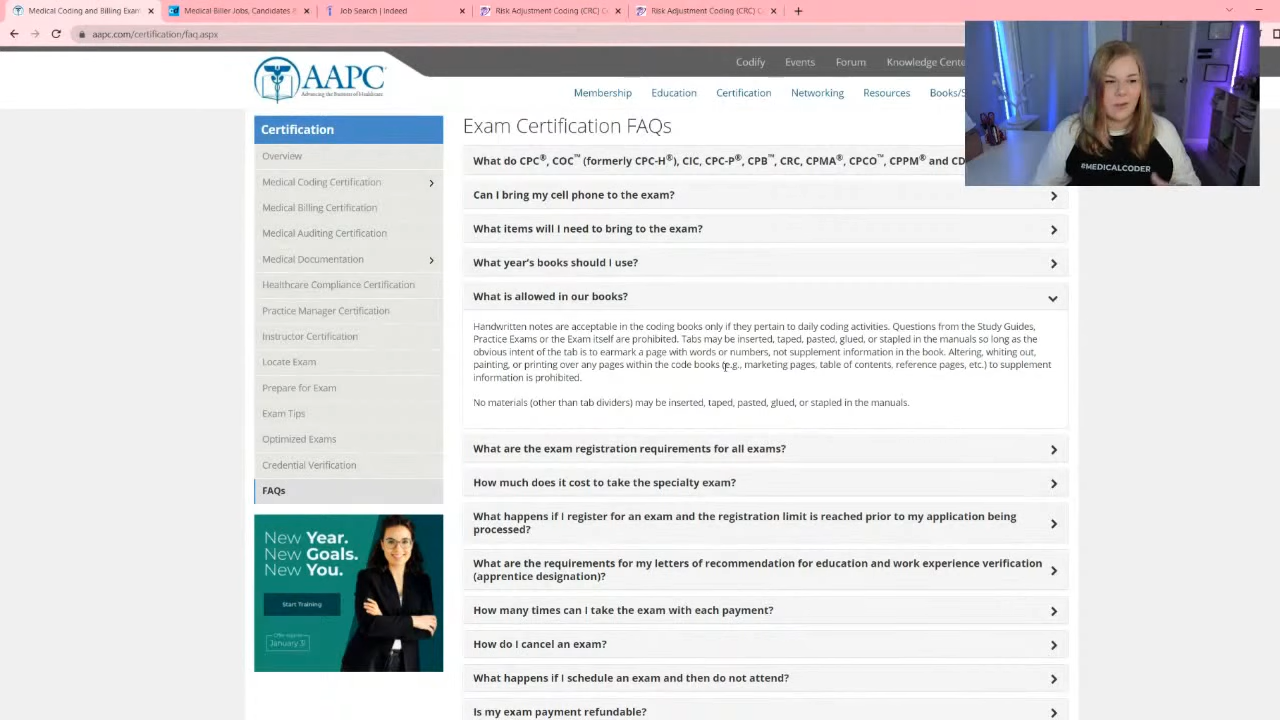 Medical Coding and Billing Exam
Medical Biller Jobs, Candidates &
Job Search | Indeed
Risk Adjustment Coding (CRC) C
Risk Adjustment Coding (CRC) C
aapc.com/certification/faq.aspx
Codify
Events
Forum
Knowledge Cente
AAPC
Advancing the Business of Healthcare
Membership
Education
Certification
Networking
Resources
Books/S
#MEDICALCODER
Certification
Overview
Medical Coding Certification
Medical Billing Certification
Medical Auditing Certification
Medical Documentation
Healthcare Compliance Certification
Practice Manager Certification
Instructor Certification
Locate Exam
Prepare for Exam
Exam Tips
Optimized Exams
Credential Verification
FAQs
New Year.
New Goals.
New You.
Start Training
Offer expires
January 31
Exam Certification FAQs
What do CPC®, COC™ (formerly CPC-H®), CIC, CPC-P®, CPB™, CRC, CPMA®, CPCO™, CPPM® and CD
Can I bring my cell phone to the exam?
What items will I need to bring to the exam?
What year's books should I use?
What is allowed in our books?
Handwritten notes are acceptable in the coding books only if they pertain to daily coding activities. Questions from the Study Guides,
Practice Exams or the Exam itself are prohibited. Tabs may be inserted, taped, pasted, glued, or stapled in the manuals so long as the
obvious intent of the tab is to earmark a page with words or numbers, not supplement information in the book. Altering, whiting out,
painting, or printing over any pages within the code books (e.g., marketing pages, table of contents, reference pages, etc.) to supplement
information is prohibited.
No materials (other than tab dividers) may be inserted, taped, pasted, glued, or stapled in the manuals.
What are the exam registration requirements for all exams?
How much does it cost to take the specialty exam?
What happens if I register for an exam and the registration limit is reached prior to my application being
processed?
What are the requirements for my letters of recommendation for education and work experience verification
(apprentice designation)?
How many times can I take the exam with each payment?
How do I cancel an exam?
What happens if I schedule an exam and then do not attend?
Is my exam payment refundable?